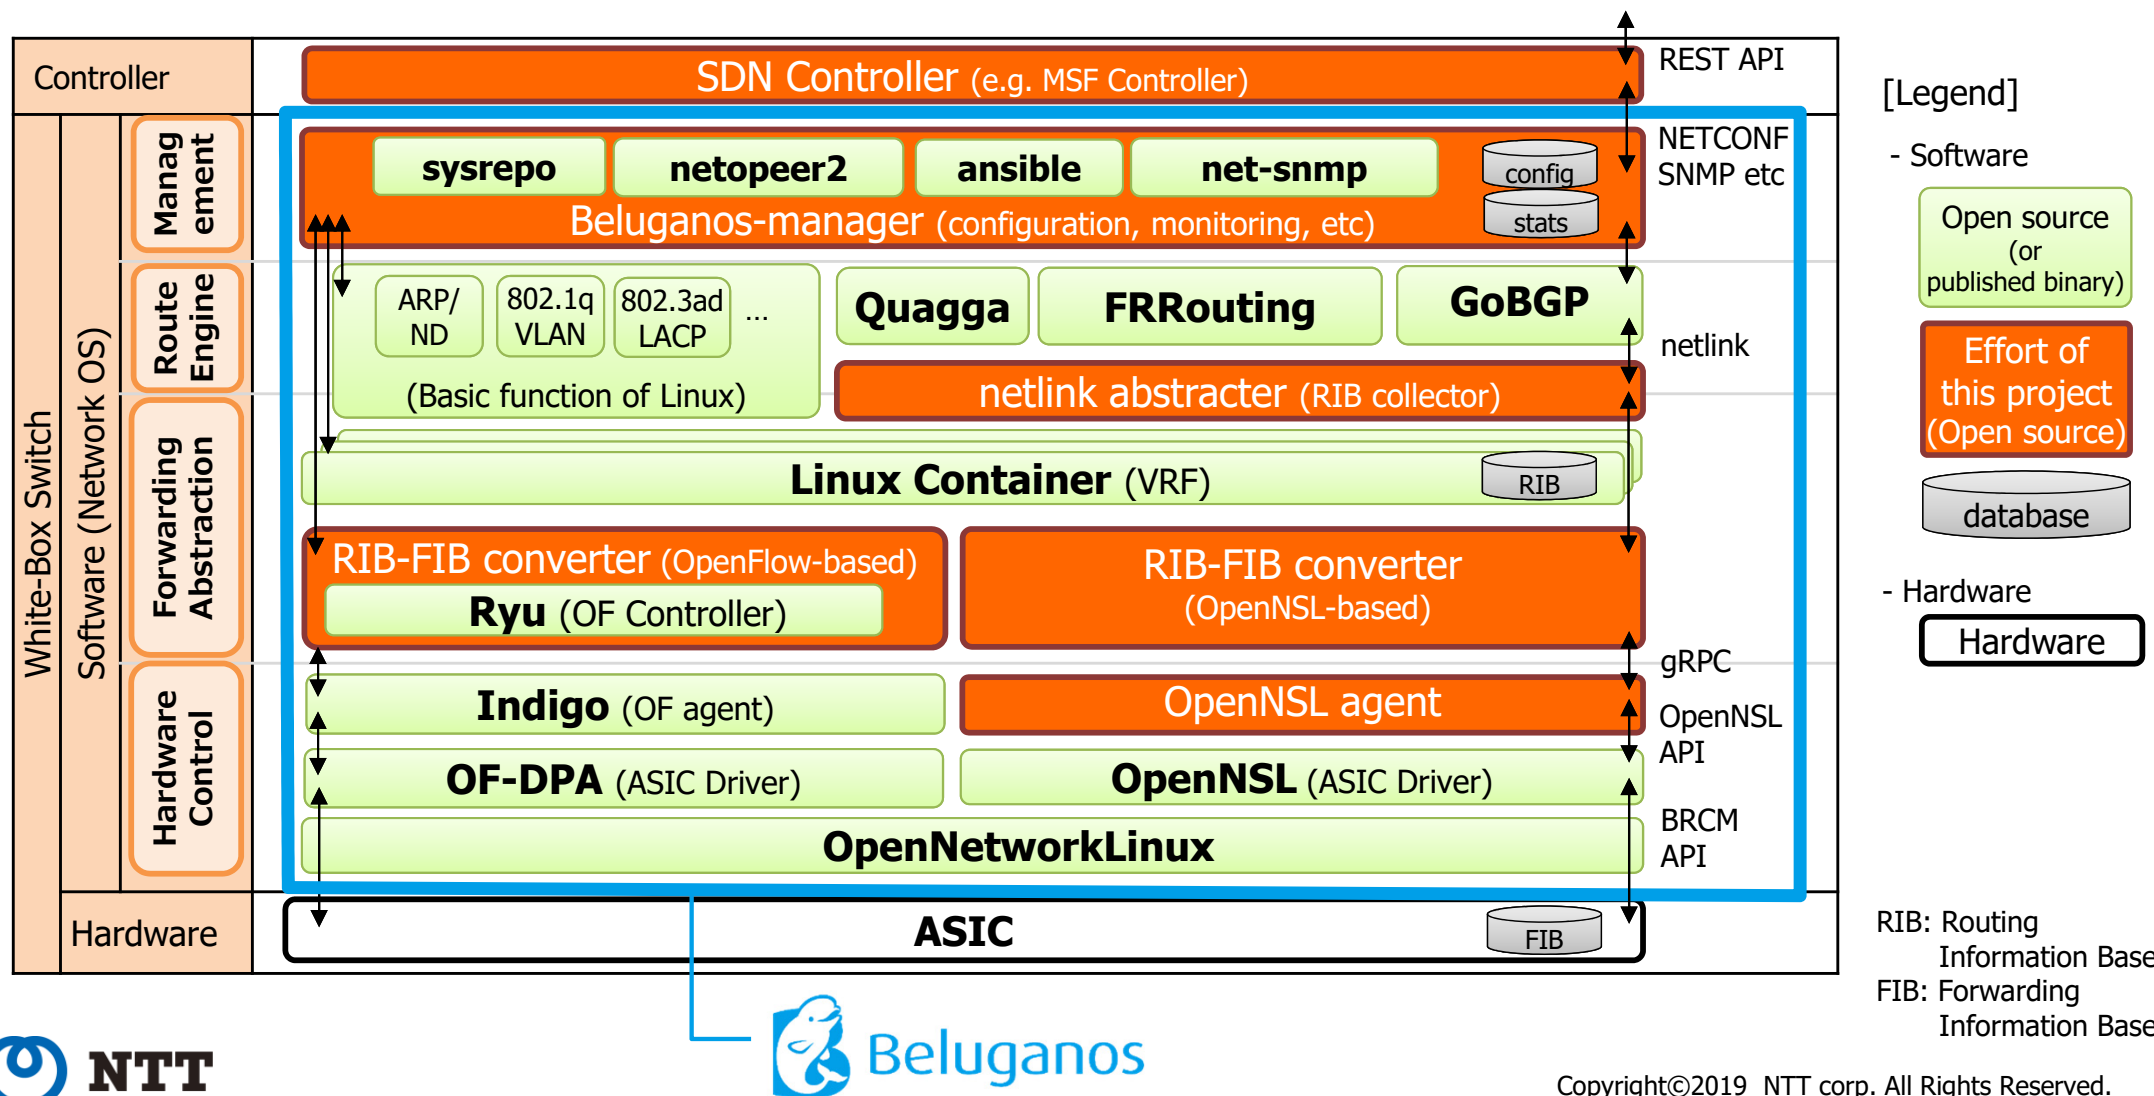 Controller
SDN Controller (e.g. MSF Controller)
REST API
White-Box Switch
Software (Network OS)
Manag
ement
sysrepo
netopeer2
ansible
net-snmp
config
stats
Beluganos-manager (configuration, monitoring, etc)
NETCONF
SNMP etc
Route
Engine
ARP/
ND
802.1q
VLAN
802.3ad
LACP
...
(Basic function of Linux)
Quagga
FRRouting
GoBGP
netlink
netlink abstracter (RIB collector)
Forwarding
Abstraction
Linux Container (VRF)
RIB
RIB-FIB converter (OpenFlow-based)
Ryu (OF Controller)
RIB-FIB converter
(OpenNSL-based)
gRPC
Hardware
Control
Indigo (OF agent)
OpenNSL agent
OpenNSL
API
OF-DPA (ASIC Driver)
OpenNSL (ASIC Driver)
BRCM
API
OpenNetworkLinux
Hardware
ASIC
FIB
[Legend]
- Software
Open source
(or
published binary)
Effort of
this project
(Open source)
database
- Hardware
Hardware
RIB: Routing
Information Base
FIB: Forwarding
Information Base
NTT
Beluganos
Copyright©2019 NTT corp. All Rights Reserved.